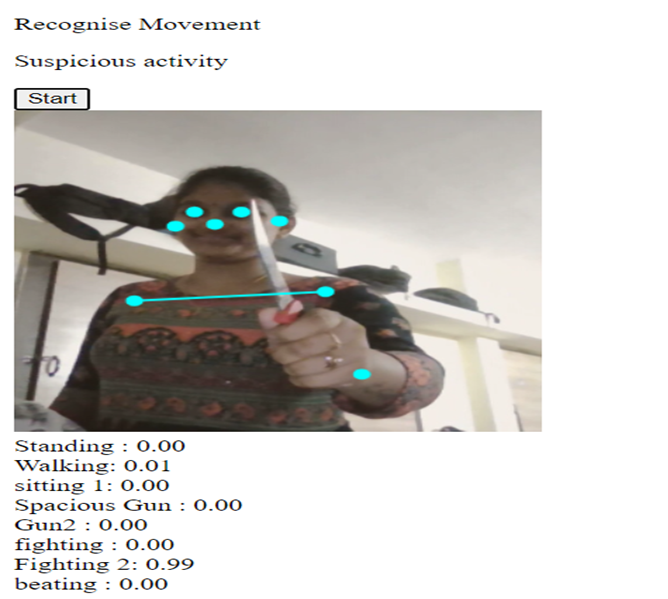 Recognise Movement
Suspicious activity
Start
Standing : 0.00
Walking: 0.01
sitting 1: 0.00
Spacious Gun : 0.00
Gun2 : 0.00
fighting : 0.00
Fighting 2: 0.99
beating : 0.00